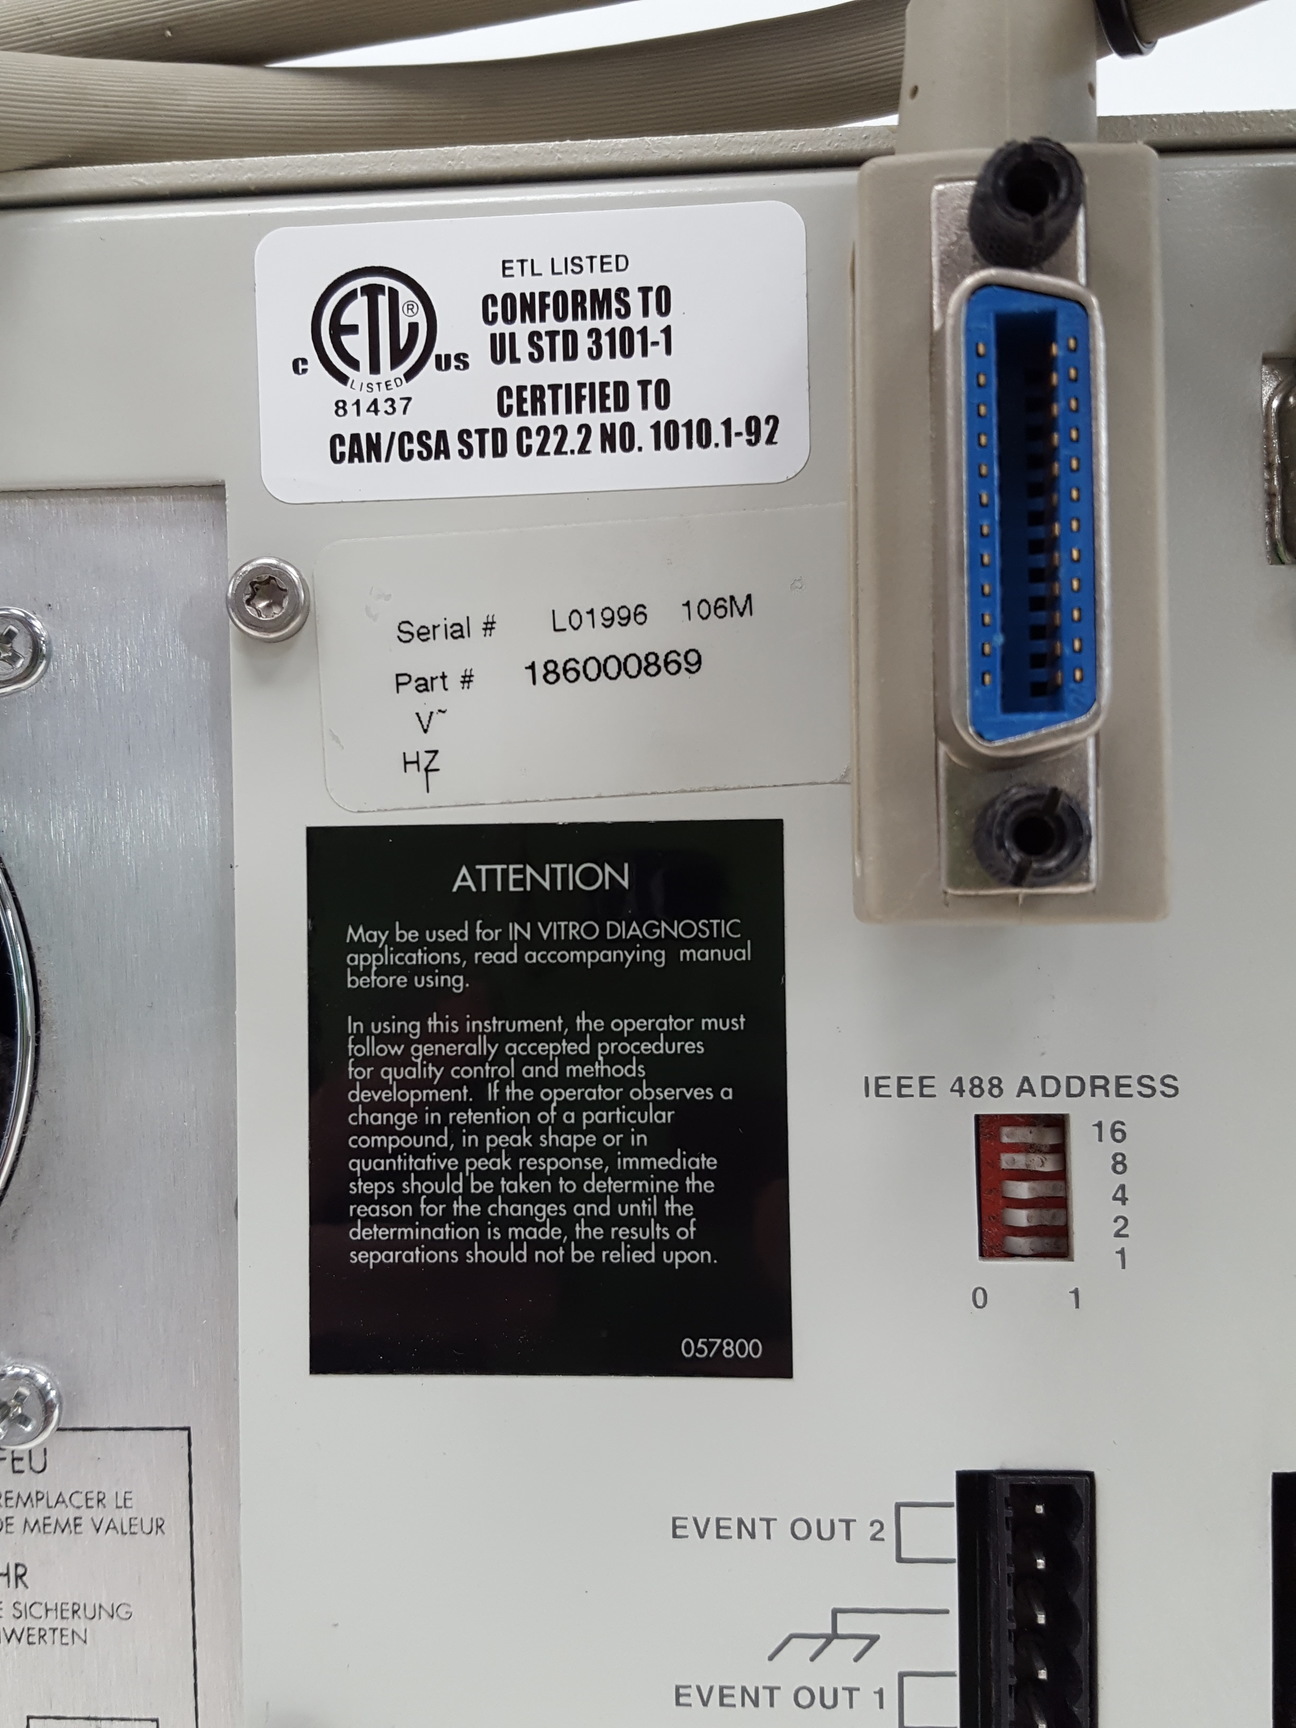 ETL LISTED
CONFORMS TO
UL STD 3101-1
C ETL® US
LISTED
81437
CERTIFIED TO
CAN/CSA STD C22.2 NO. 1010.1-92
Serial # L01996 106M
Part # 186000869
V~
HZ
ATTENTION
May be used for IN VITRO DIAGNOSTIC
applications, read accompanying manual
before using.
In using this instrument, the operator must
follow generally accepted procedures
for quality control and methods
development. If the operator observes a
change in retention of a particular
compound, in peak shape or in
quantitative peak response, immediate
steps should be taken to determine the
reason for the changes and until the
determination is made, the results of
separations should not be relied upon.
057800
IEEE 488 ADDRESS
16
8
4
2
1
0 1
FEU
REMPLACER LE
DE MEME VALEUR
HR
E SICHERUNG
WERTEN
EVENT OUT 2
EVENT OUT 1